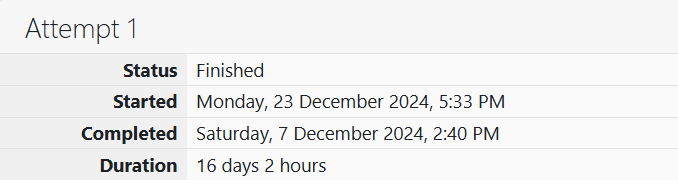 Attempt 1
Status Finished
Started Monday, 23 December 2024, 5:33 PM
Completed Saturday, 7 December 2024, 2:40 PM
Duration 16 days 2 hours